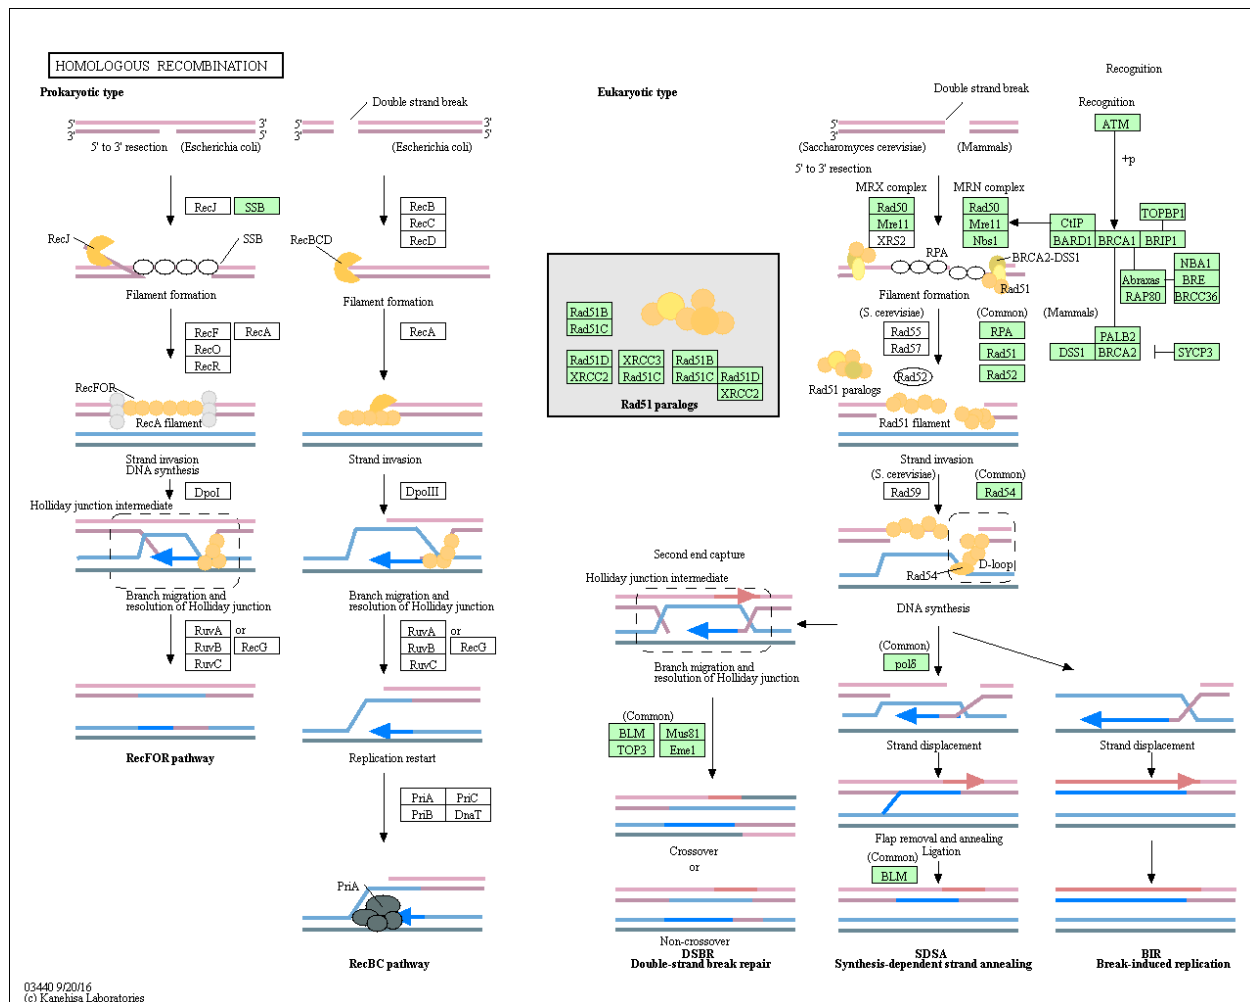 HOMOLOGOUS RECOMBINATION
Prokaryotic type
5' 3'
3' 5'
5' to 3' resection (Escherichia coli)
RecJ SSB
RecJ
SSB
Filament formation
RecF RecA
RecO
RecR
RecFOR
RecA filament
Strand invasion
DNA synthesis
DpoI
Holliday junction intermediate
Branch migration and
resolution of Holliday junction
RuvA or
RuvB RecG
RuvC
RecFOR pathway
Double strand break
5' 3'
3' 5'
(Escherichia coli)
RecB
RecC
RecD
RecBCD
Filament formation
RecA
Strand invasion
DpoIII
Branch migration and
resolution of Holliday junction
RuvA or
RuvB RecG
RuvC
Replication restart
PriA PriC
PriB DnaT
PriA
RecBC pathway
Eukaryotic type
Double strand break
5' 3'
3' 5'
(Saccharomyces cerevisiae) (Mammals)
5' to 3' resection
MRX complex MRN complex
Rad50 Rad50
Mre11 Mre11
XRS2 Nbs1
Recognition
Recognition
ATM
+p
CtIP TOPBP1
BARD1 BRCA1 BRIP1
RPA
BRCA2-DSS1
Rad51
Abraxas NBA1
RAP80 BRE
BRCC36
Filament formation
(S. cerevisiae) (Common) (Mammals)
Rad55 RPA PALB2
Rad57 Rad51 DSS1 BRCA2 SYCP3
Rad52 Rad52
Rad51 paralogs
Rad51 filament
Rad51B
Rad51C
Rad51D XRCC3 Rad51B
XRCC2 Rad51C Rad51C Rad51D
XRCC2
Rad51 paralogs
Strand invasion
(S. cerevisiae) (Common)
Rad59 Rad54
Rad54
D-loop
DNA synthesis
Second end capture
Holliday junction intermediate
Branch migration and
resolution of Holliday junction
(Common)
BLM Mus81
TOP3 Eme1
Crossover
or
Non-crossover
DSBR
Double-strand break repair
(Common)
polδ
Strand displacement
Flap removal and annealing
Ligation
(Common)
BLM
SDSA
Synthesis-dependent strand annealing
Strand displacement
BIR
Break-induced replication
03440 9/20/16
(c) Kanehisa Laboratories